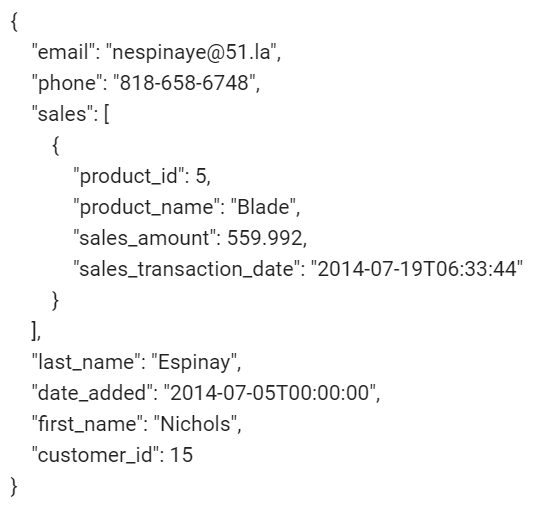 {
    "email": "nespinaye@51.la",
    "phone": "818-658-6748",
    "sales": [
        {
            "product_id": 5,
            "product_name": "Blade",
            "sales_amount": 559.992,
            "sales_transaction_date": "2014-07-19T06:33:44"
        }
    ],
    "last_name": "Espinay",
    "date_added": "2014-07-05T00:00:00",
    "first_name": "Nichols",
    "customer_id": 15
}